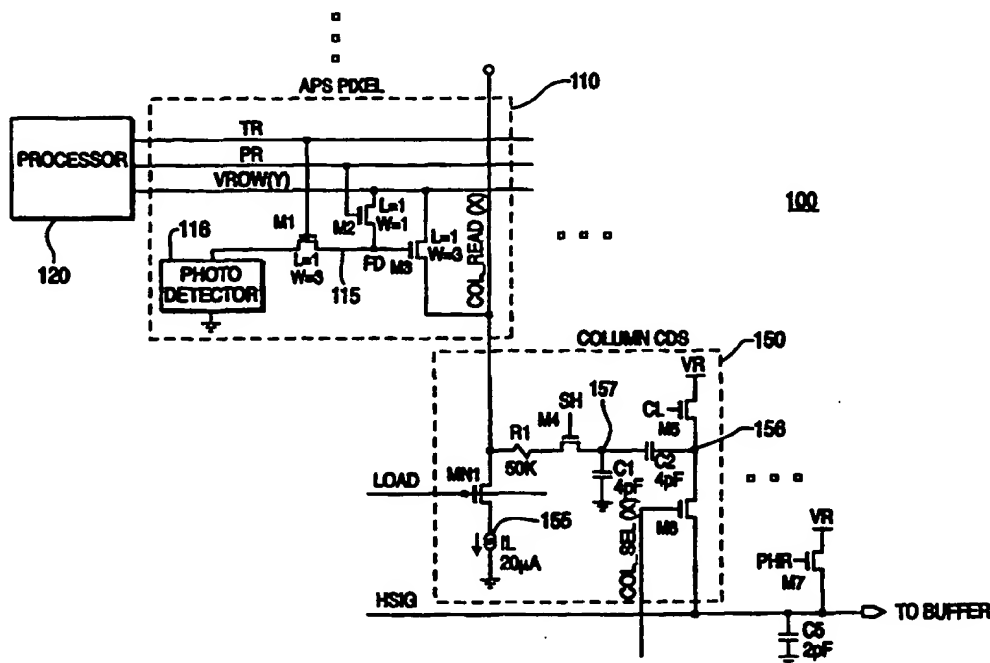 APS PIXEL
110
TR
PROCESSOR
PR
VROW(Y)
120
100
116
M1
M2
L=1
W=1
L=1
W=3
M3
FD
115
L=1
W=3
PHOTO
DETECTOR
COL_READ (X)
COLUMN CDS
150
VR
SH
157
M4
CL
M5
156
R1
50K
C1
4pF
C2
4pF
LOAD
MN1
155
IL
20µA
COL_SEL (X)
M6
VR
PHR
M7
HSIG
TO BUFFER
C5
2pF